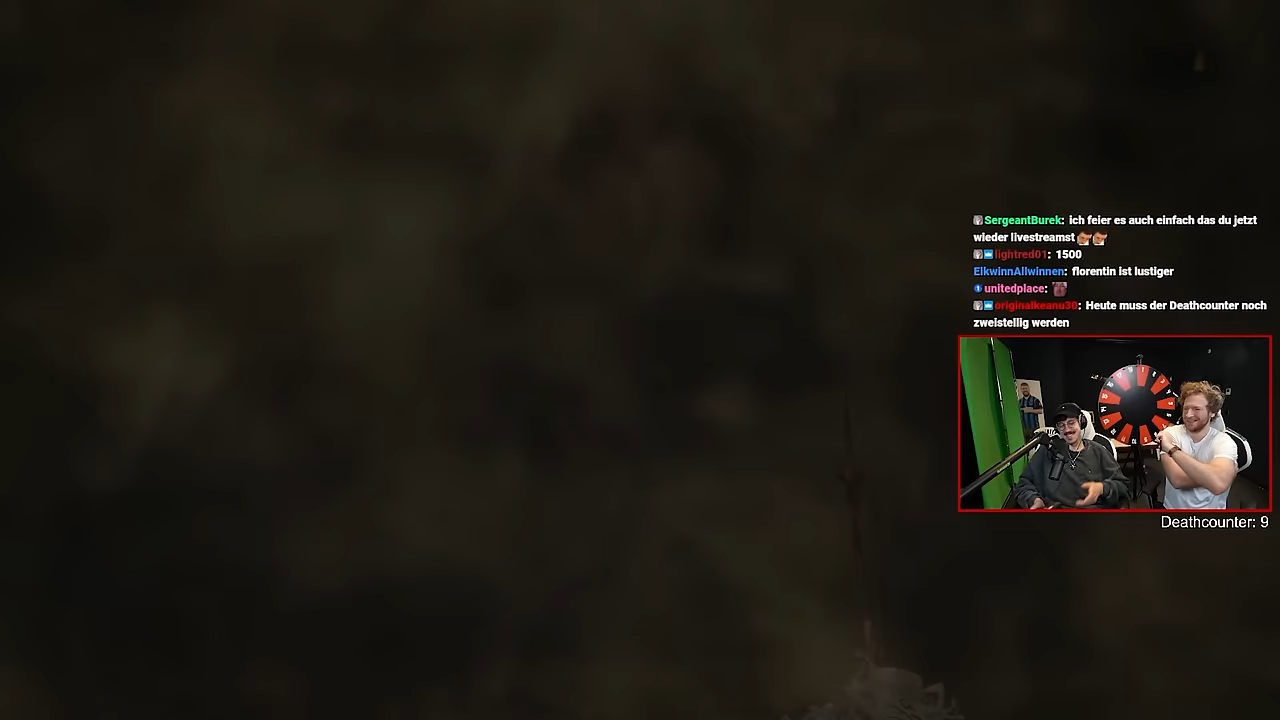 SergeantBurek: ich feier es auch einfach das du jetzt
wieder livestreamst
lightred01: 1500
ElkwinnAllwinnen: florentin ist lustiger
unitedplace:
originalkeanu30: Heute muss der Deathcounter noch
zweistellig werden
Deathcounter: 9